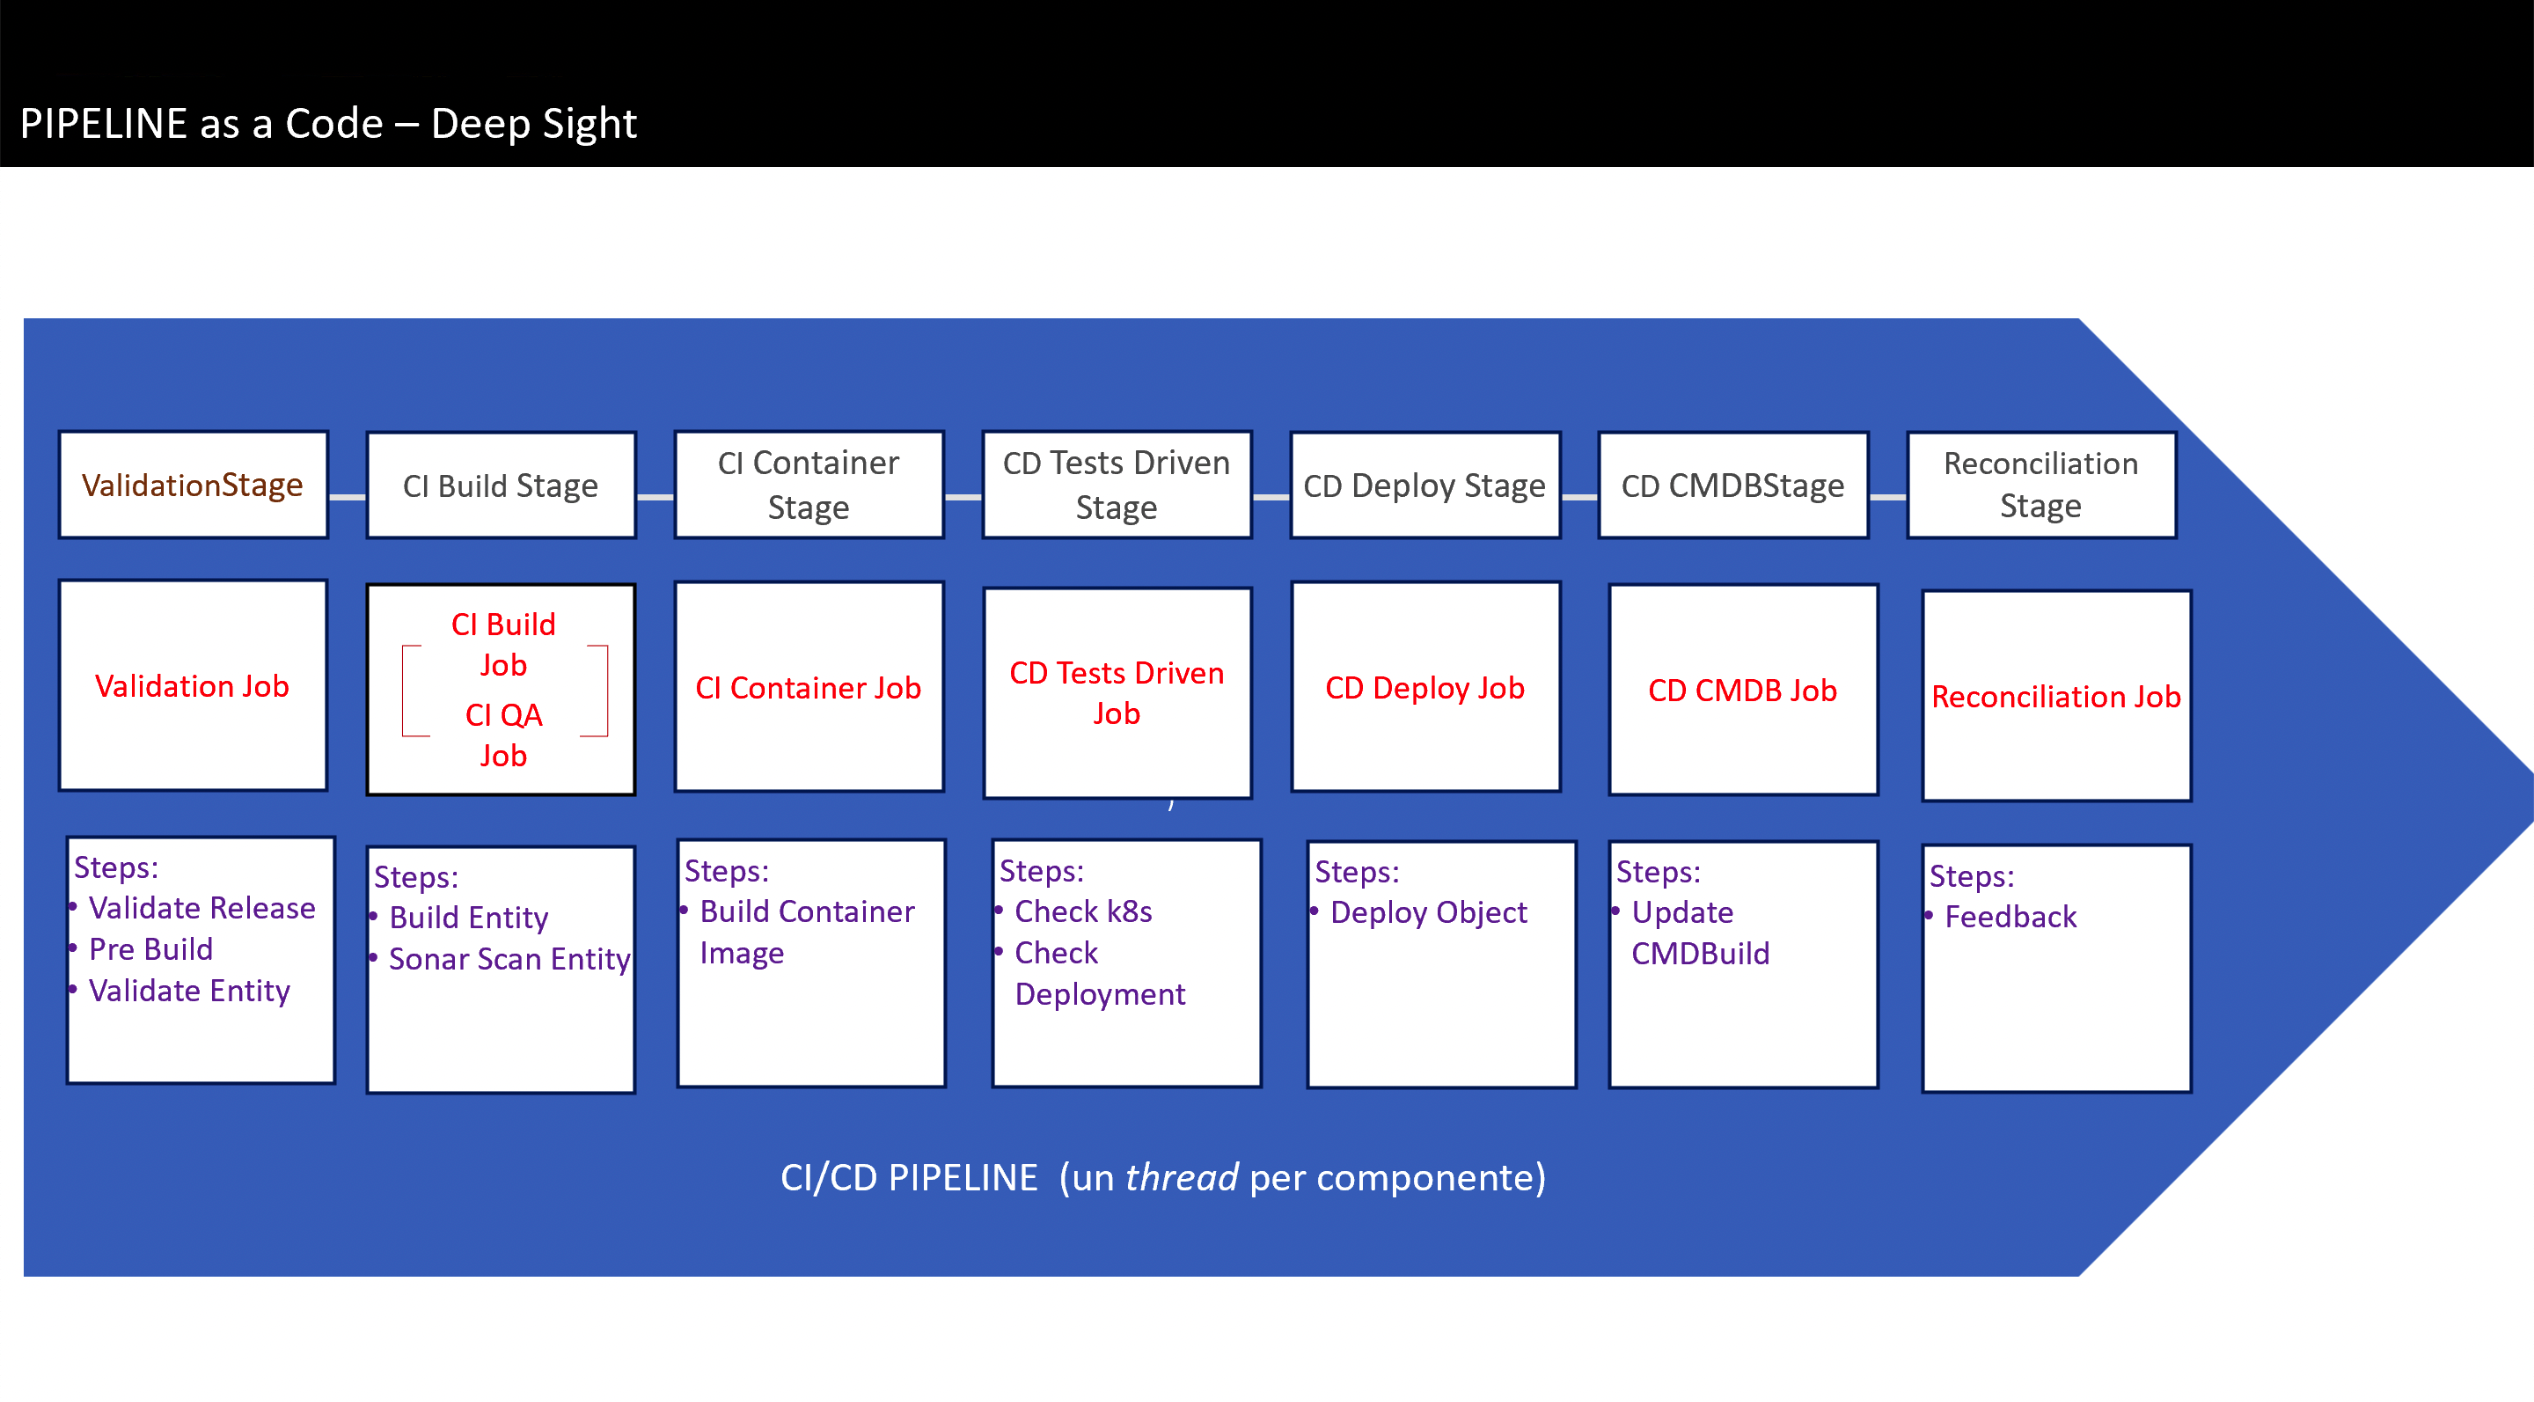 PIPELINE as a Code – Deep Sight
ValidationStage
CI Build Stage
CI Container
Stage
CD Tests Driven
Stage
CD Deploy Stage
CD CMDBStage
Reconciliation
Stage
Validation Job
CI Build
Job
CI QA
Job
CI Container Job
CD Tests Driven
Job
CD Deploy Job
CD CMDB Job
Reconciliation Job
Steps:
• Validate Release
• Pre Build
• Validate Entity
Steps:
• Build Entity
• Sonar Scan Entity
Steps:
• Build Container
Image
Steps:
• Check k8s
• Check
Deployment
Steps:
• Deploy Object
Steps:
• Update
CMDBuild
Steps:
• Feedback
CI/CD PIPELINE (un thread per componente)